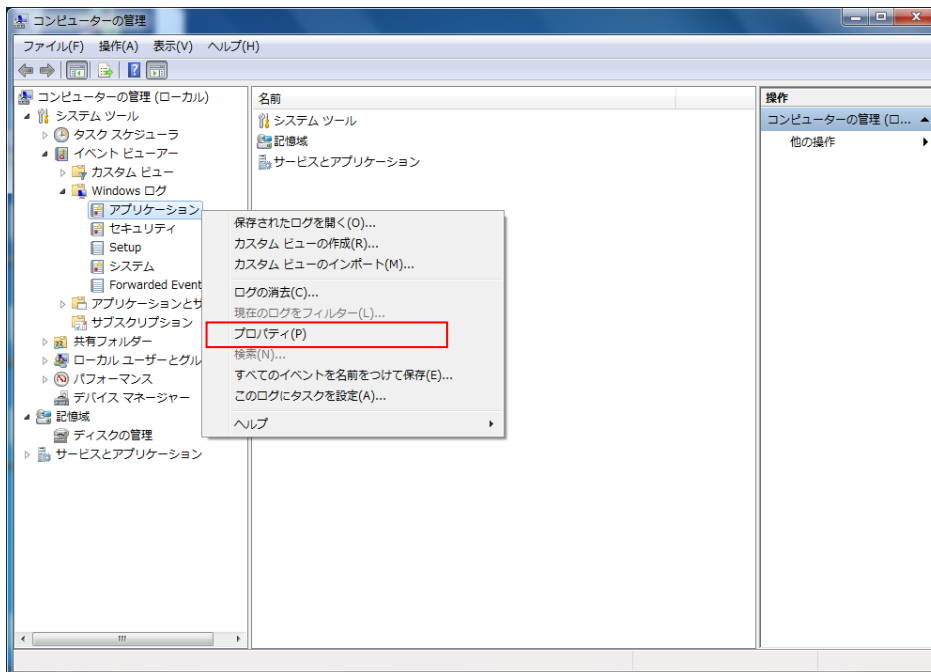 コンピューターの管理
ファイル(F) 操作(A) 表示(V) ヘルプ(H)
コンピューターの管理 (ローカル)
システム ツール
タスク スケジューラ
イベント ビューアー
カスタム ビュー
Windows ログ
アプリケーション
セキュリティ
Setup
システム
Forwarded Event
アプリケーションとサ
サブスクリプション
共有フォルダー
ローカル ユーザーとグル
パフォーマンス
デバイス マネージャー
記憶域
ディスクの管理
サービスとアプリケーション
名前
システム ツール
記憶域
サービスとアプリケーション
保存されたログを開く(O)...
カスタム ビューの作成(R)...
カスタム ビューのインポート(M)...
ログの消去(C)...
現在のログをフィルター(L)...
プロパティ(P)
検索(N)...
すべてのイベントを名前をつけて保存(E)...
このログにタスクを設定(A)...
ヘルプ
操作
コンピューターの管理 (ロ...
他の操作